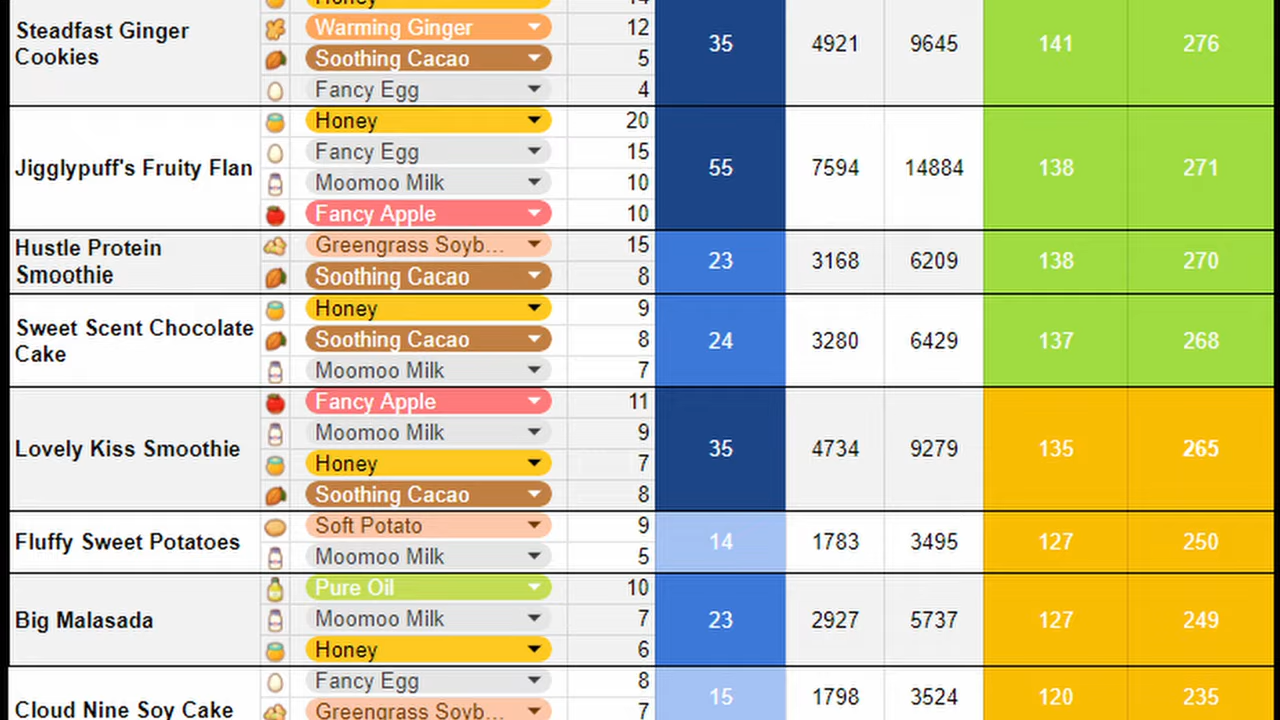 Honey 14
Steadfast Ginger
Cookies
Warming Ginger 12
Soothing Cacao 5
Fancy Egg 4
35 4921 9645 141 276
Jigglypuff's Fruity Flan
Honey 20
Fancy Egg 15
Moomoo Milk 10
Fancy Apple 10
55 7594 14884 138 271
Hustle Protein
Smoothie
Greengrass Soyb... 15
Soothing Cacao 8
23 3168 6209 138 270
Sweet Scent Chocolate
Cake
Honey 9
Soothing Cacao 8
Moomoo Milk 7
24 3280 6429 137 268
Lovely Kiss Smoothie
Fancy Apple 11
Moomoo Milk 9
Honey 7
Soothing Cacao 8
35 4734 9279 135 265
Fluffy Sweet Potatoes
Soft Potato 9
Moomoo Milk 5
14 1783 3495 127 250
Big Malasada
Pure Oil 10
Moomoo Milk 7
Honey 6
23 2927 5737 127 249
Cloud Nine Soy Cake
Fancy Egg 8
Greengrass Soyb... 7
15 1798 3524 120 235